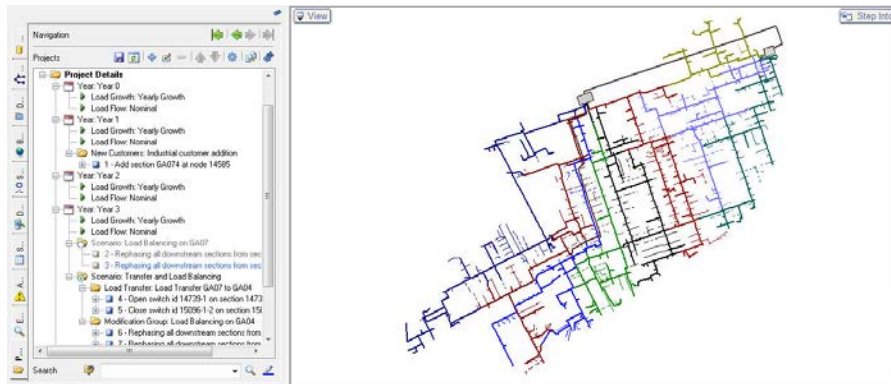 View
Step Into
Navigation
Projects
Project Details
Year: Year 0
Load Growth: Yearly Growth
Load Flow: Nominal
Year: Year 1
Load Growth: Yearly Growth
Load Flow: Nominal
New Customers: Industrial customer addition
1 - Add section GA074 at node 14585
Year: Year 2
Load Growth: Yearly Growth
Load Flow: Nominal
Year: Year 3
Load Growth: Yearly Growth
Load Flow: Nominal
Scenario: Load Balancing on GA07
2 - Rephasing all downstream sections from sec
3 - Rephasing all downstream sections from sec
Scenario: Transfer and Load Balancing
Load Transfer: Load Transfer GA07 to GA04
4 - Open switch id 14739-1 on section 1473
5 - Close switch id 15096-1-2 on section
Modification Group: Load Balancing on GA04
6 - Rephasing all downstream sections from
7 - Rephasing all downstream sections from
Search